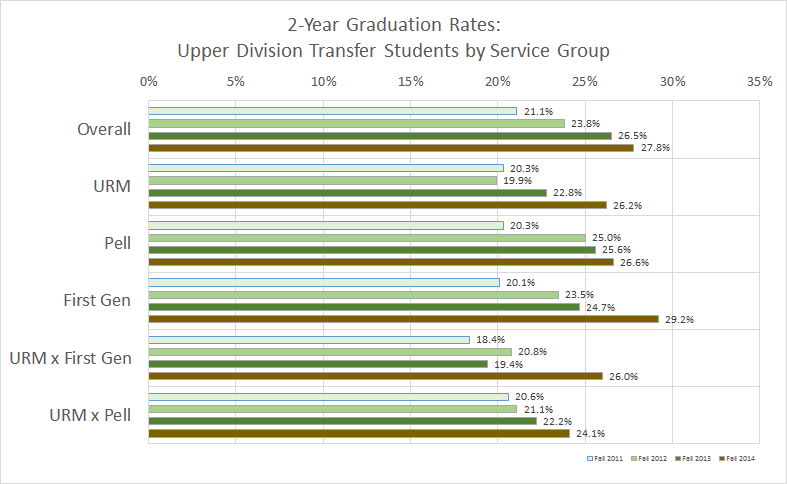 2-Year Graduation Rates:
Upper Division Transfer Students by Service Group
0% 5% 10% 15% 20% 25% 30% 35%
Overall
21.1%
23.8%
26.5%
27.8%
URM
20.3%
19.9%
22.8%
26.2%
Pell
20.3%
25.0%
25.6%
26.6%
First Gen
20.1%
23.5%
24.7%
29.2%
URM x First Gen
18.4%
20.8%
19.4%
26.0%
URM x Pell
20.6%
21.1%
22.2%
24.1%
Fall 2011 Fall 2012 Fall 2013 Fall 2014